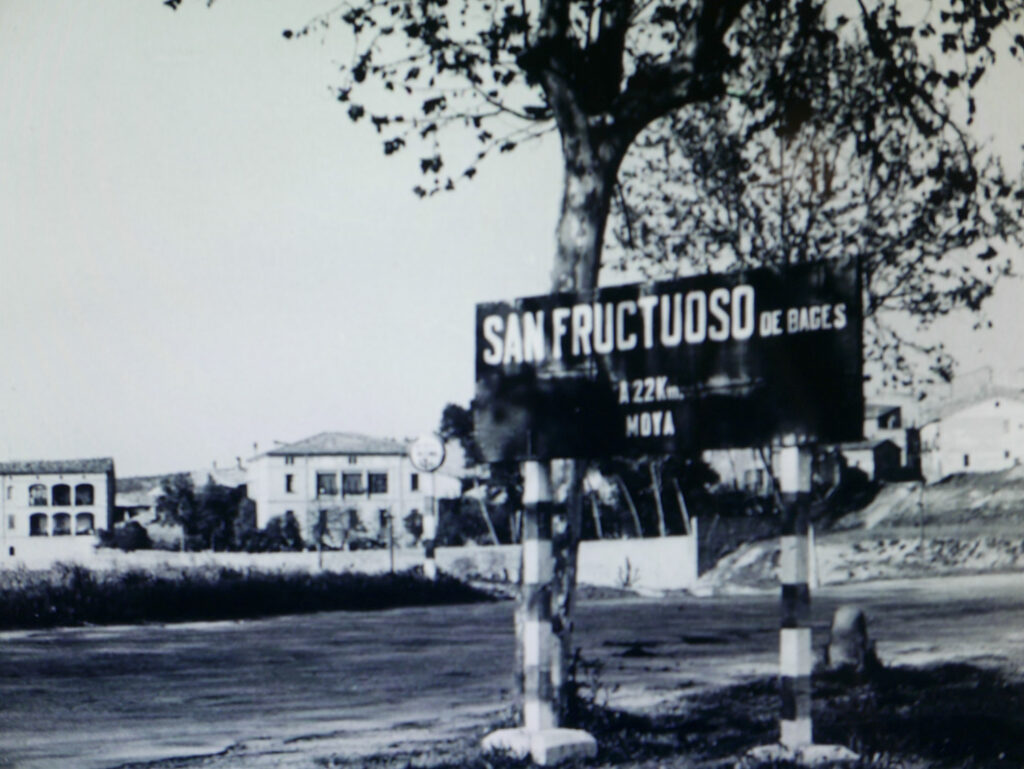 SAN FRUCTUOSO DE BAGES
A 22 Km.
MOYA